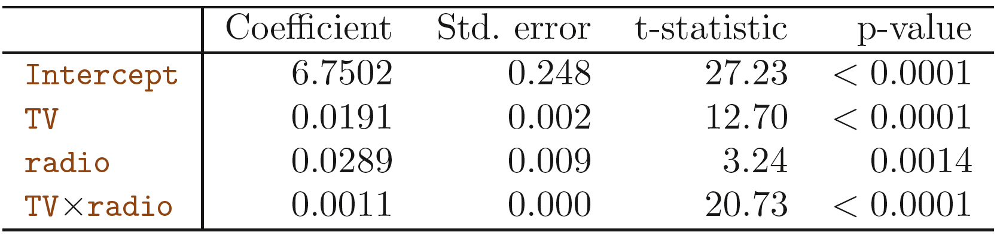 Coefficient Std. error t-statistic p-value
Intercept 6.7502 0.248 27.23 < 0.0001
TV 0.0191 0.002 12.70 < 0.0001
radio 0.0289 0.009 3.24 0.0014
TV×radio 0.0011 0.000 20.73 < 0.0001